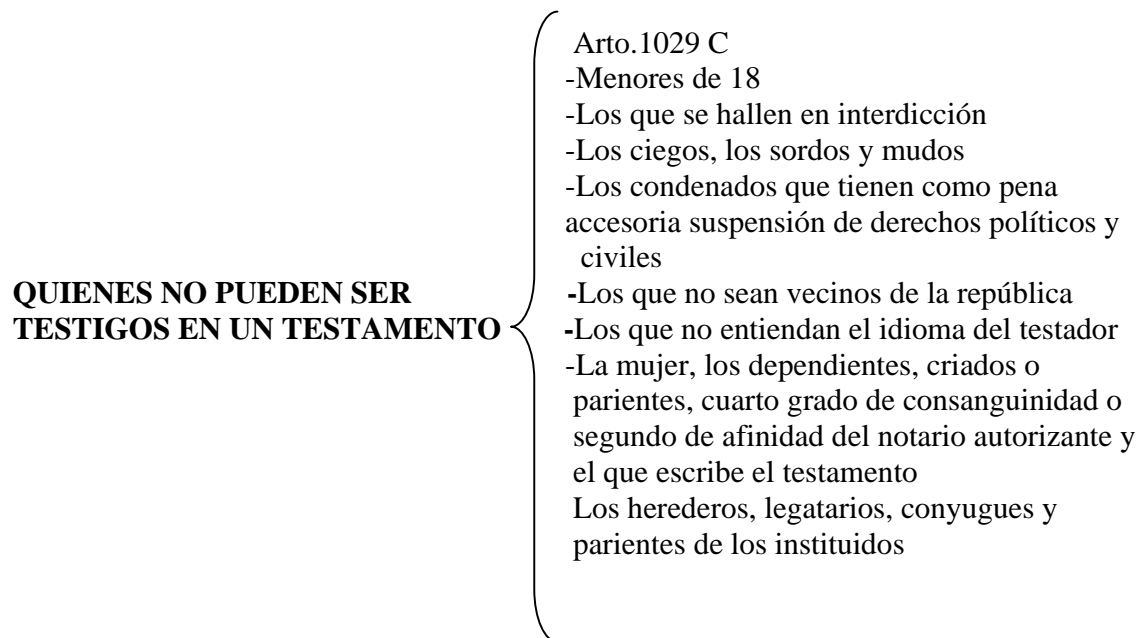 QUIENES NO PUEDEN SER
TESTIGOS EN UN TESTAMENTO
Arto.1029 C
-Menores de 18
-Los que se hallen en interdicción
-Los ciegos, los sordos y mudos
-Los condenados que tienen como pena
accesoria suspensión de derechos políticos y
civiles
-Los que no sean vecinos de la república
-Los que no entiendan el idioma del testador
-La mujer, los dependientes, criados o
parientes, cuarto grado de consanguinidad o
segundo de afinidad del notario autorizante y
el que escribe el testamento
Los herederos, legatarios, conyugues y
parientes de los instituidos